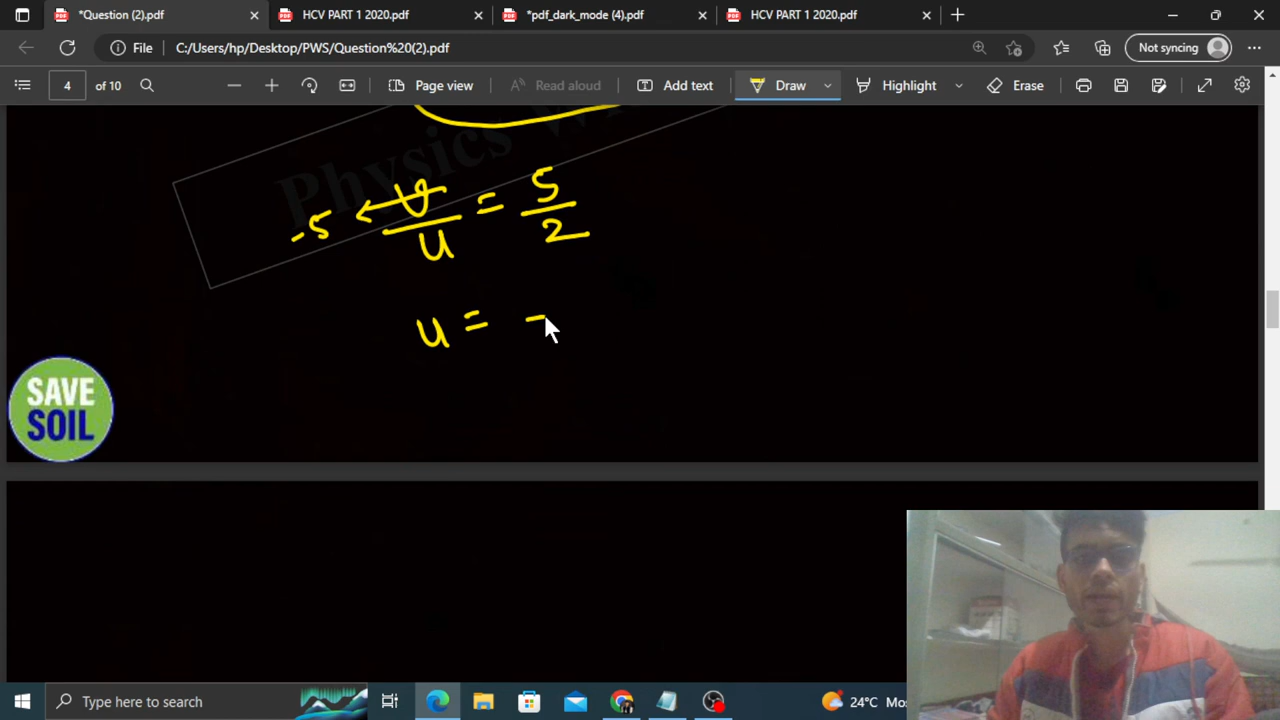 *Question (2).pdf
HCV PART 1 2020.pdf
*pdf_dark_mode (4).pdf
HCV PART 1 2020.pdf
File C:/Users/hp/Desktop/PWS/Question%20(2).pdf
Not syncing
4 of 10
Page view
Read aloud
Add text
Draw
Highlight
Erase
Physics W
-5 ← v/u = 5/2
u = -
SAVE SOIL
Type here to search
24°C